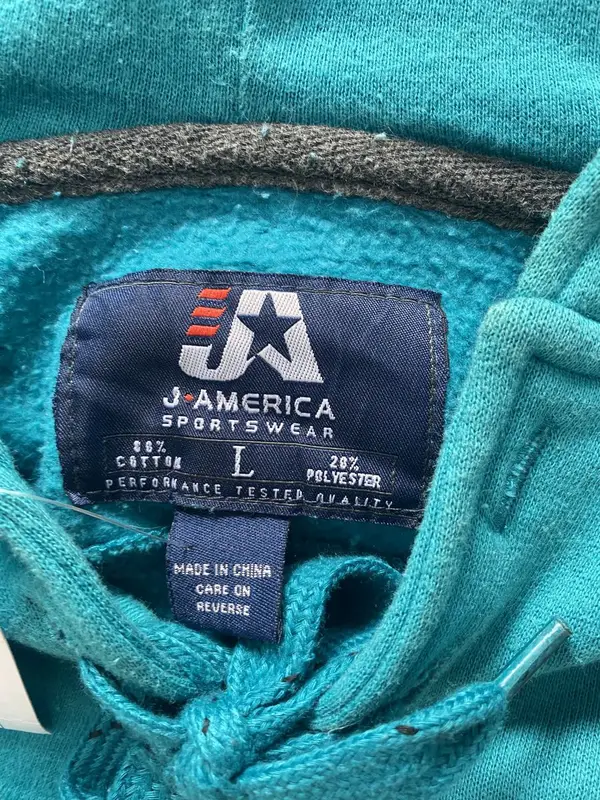 JA
J★AMERICA
SPORTSWEAR
80%
COTTON
L
20%
POLYESTER
PERFORMANCE TESTED QUALITY
MADE IN CHINA
CARE ON
REVERSE